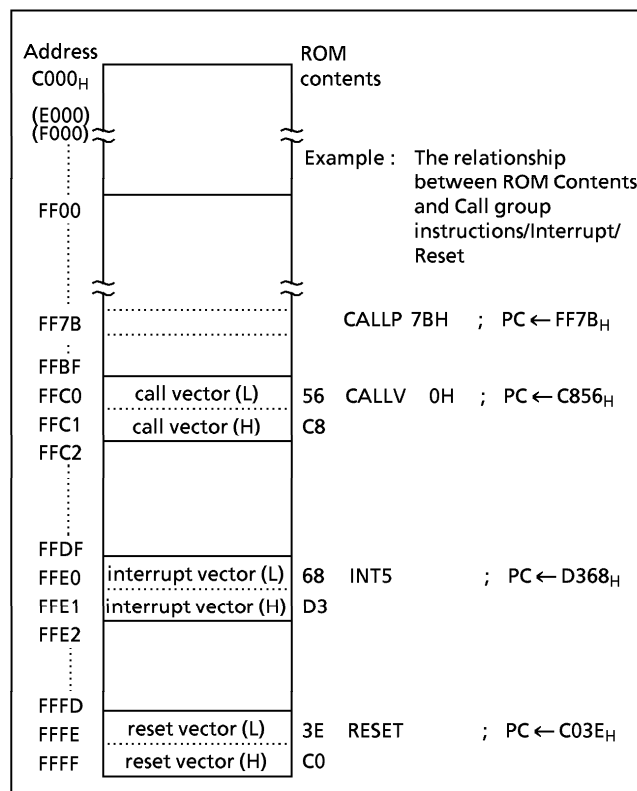 Address ROM
C000H contents
(E000)
(F000)
Example : The relationship
between ROM Contents
and Call group
instructions/Interrupt/
Reset
FF00
FF7B CALLP 7BH ; PC ← FF7BH
FFBF
FFC0 call vector (L) 56 CALLV 0H ; PC ← C856H
FFC1 call vector (H) C8
FFC2
FFDF
FFE0 interrupt vector (L) 68 INT5 ; PC ← D368H
FFE1 interrupt vector (H) D3
FFE2
FFFD
FFFE reset vector (L) 3E RESET ; PC ← C03EH
FFFF reset vector (H) C0